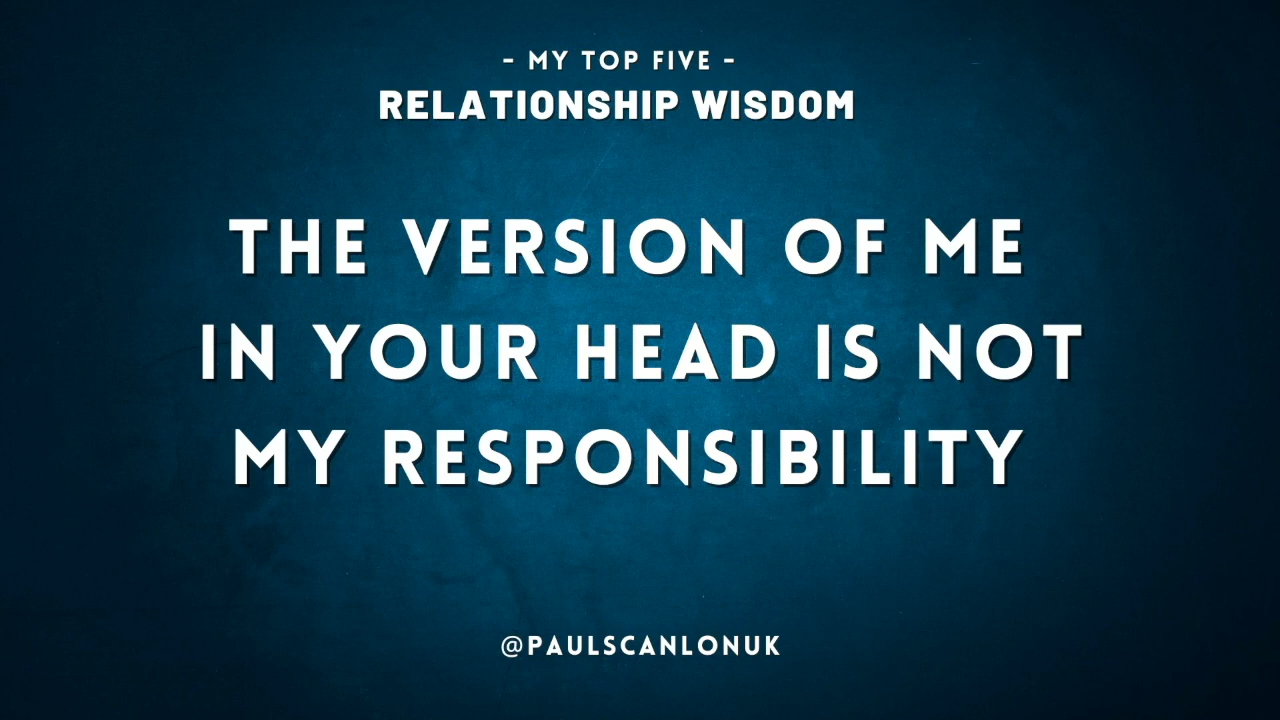 - MY TOP FIVE -
RELATIONSHIP WISDOM
THE VERSION OF ME
IN YOUR HEAD IS NOT
MY RESPONSIBILITY
@PAULSCANLONUK